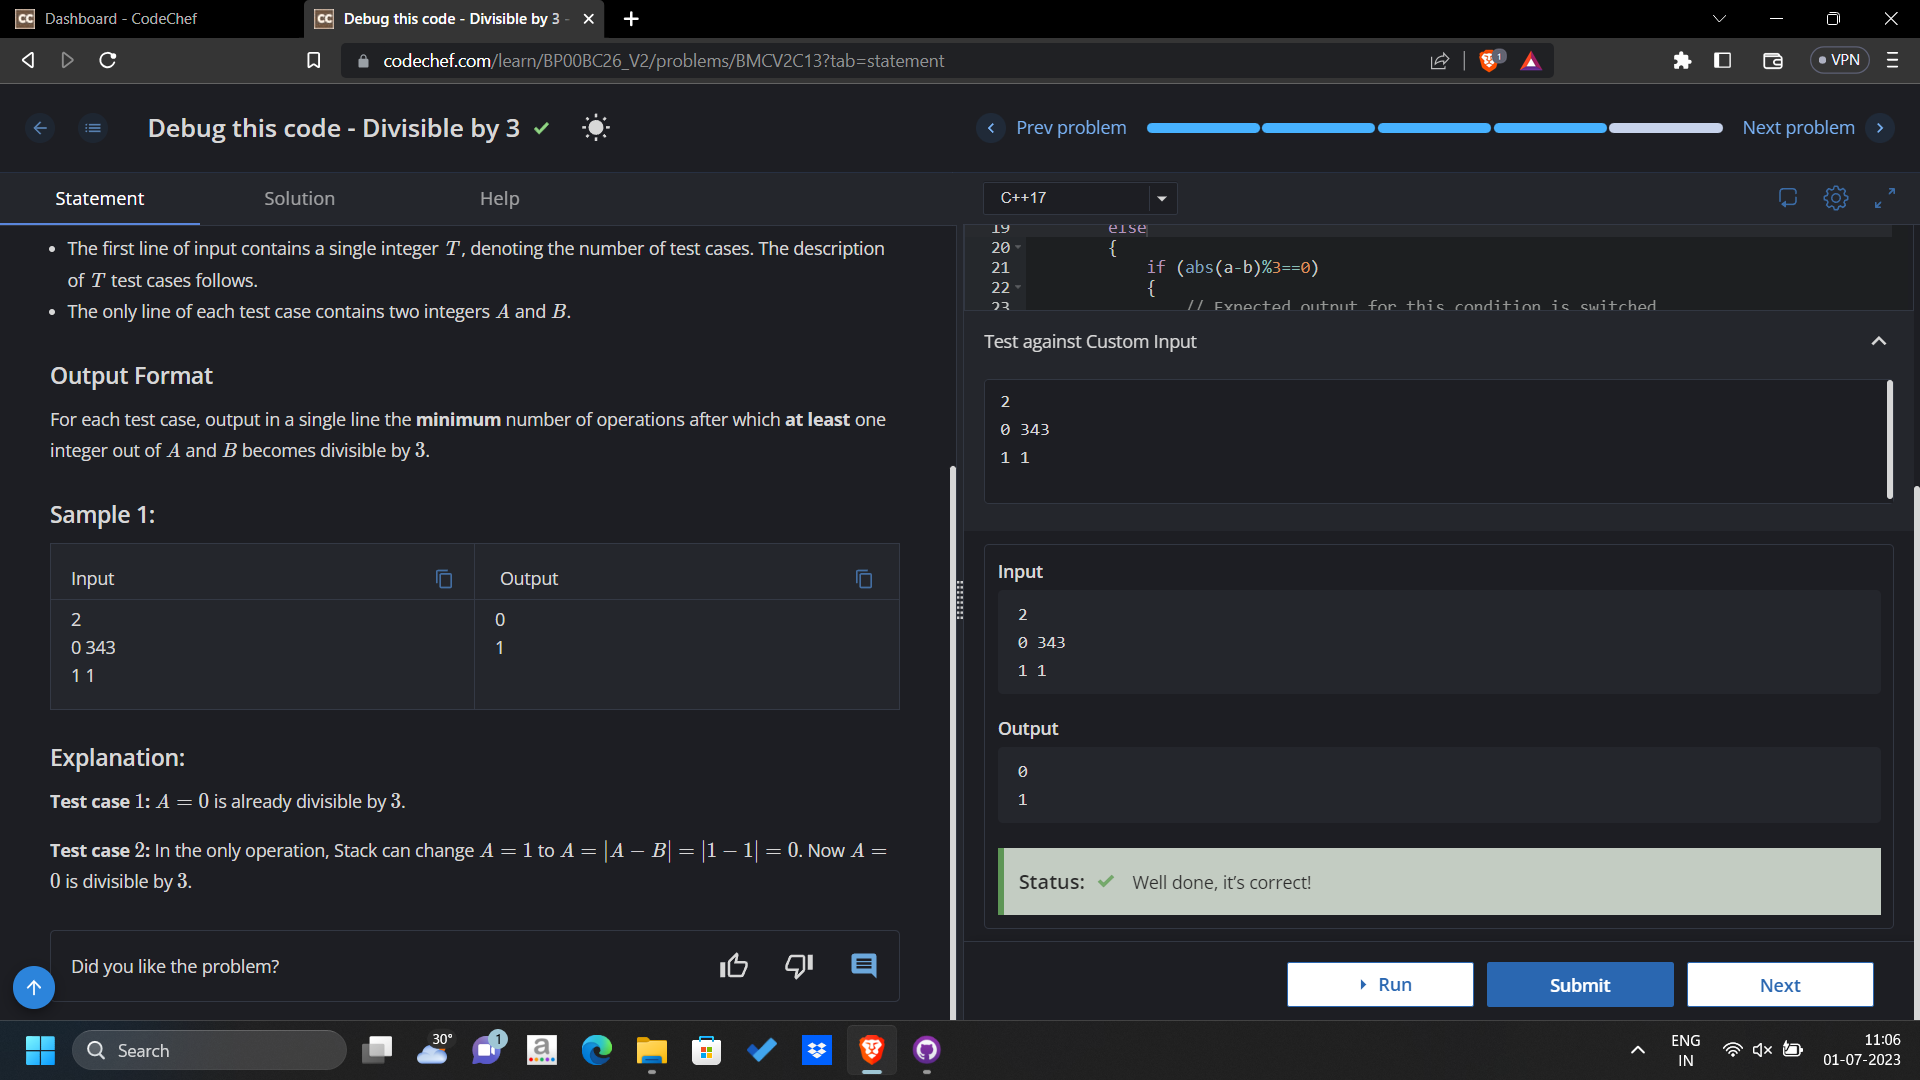 Dashboard - CodeChef
Debug this code - Divisible by 3 -
codechef.com/learn/BP00BC26_V2/problems/BMCV2C13?tab=statement
1
VPN
Debug this code - Divisible by 3
Prev problem
Next problem
Statement
Solution
Help
C++17
The first line of input contains a single integer T, denoting the number of test cases. The description
of T test cases follows.
The only line of each test case contains two integers A and B.
Output Format
For each test case, output in a single line the minimum number of operations after which at least one
integer out of A and B becomes divisible by 3.
Sample 1:
Input
Output
2
0 343
1 1
0
1
Explanation:
Test case 1: A = 0 is already divisible by 3.
Test case 2: In the only operation, Stack can change A = 1 to A = |A − B| = |1 − 1| = 0. Now A =
0 is divisible by 3.
Did you like the problem?
19 else
20 {
21 if (abs(a-b)%3==0)
22 {
23 // Expected output for this condition is switched
Test against Custom Input
2
0 343
1 1
Input
2
0 343
1 1
Output
0
1
Status: Well done, it's correct!
Run
Submit
Next
Search
30°
1
a
ENG
IN
11:06
01-07-2023